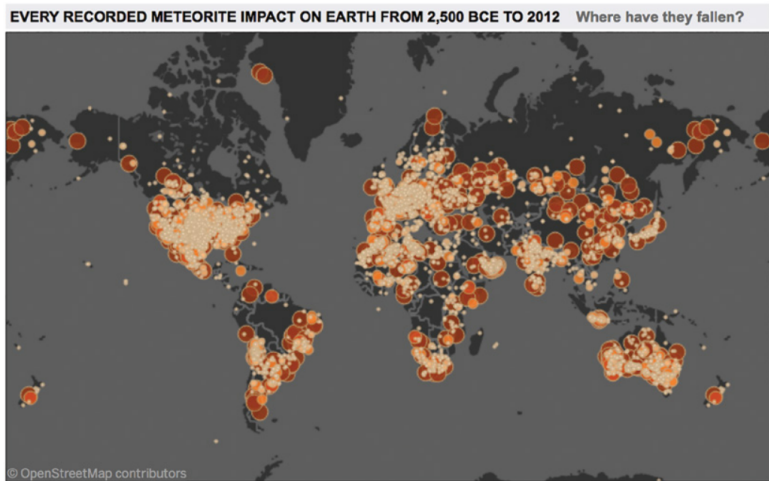 EVERY RECORDED METEORITE IMPACT ON EARTH FROM 2,500 BCE TO 2012 Where have they fallen?
© OpenStreetMap contributors